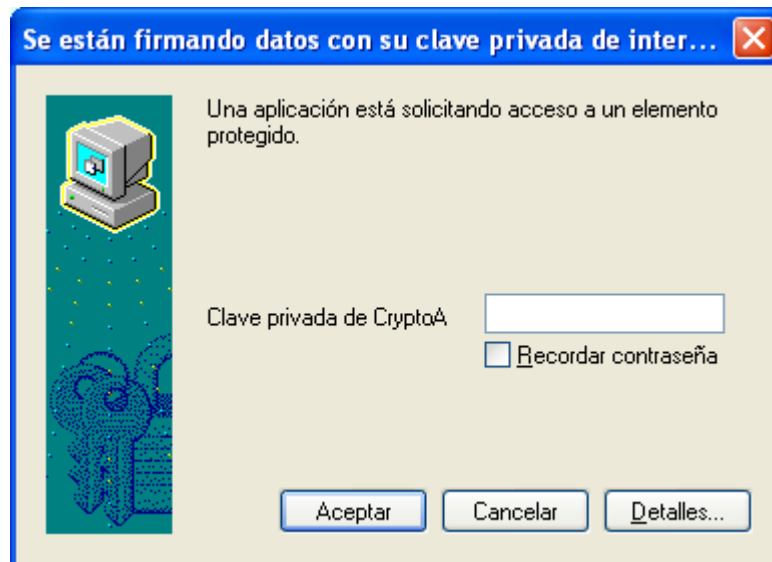 Se están firmando datos con su clave privada de inter...
Una aplicación está solicitando acceso a un elemento
protegido.
Clave privada de CryptoA
Recordar contraseña
Aceptar
Cancelar
Detalles...